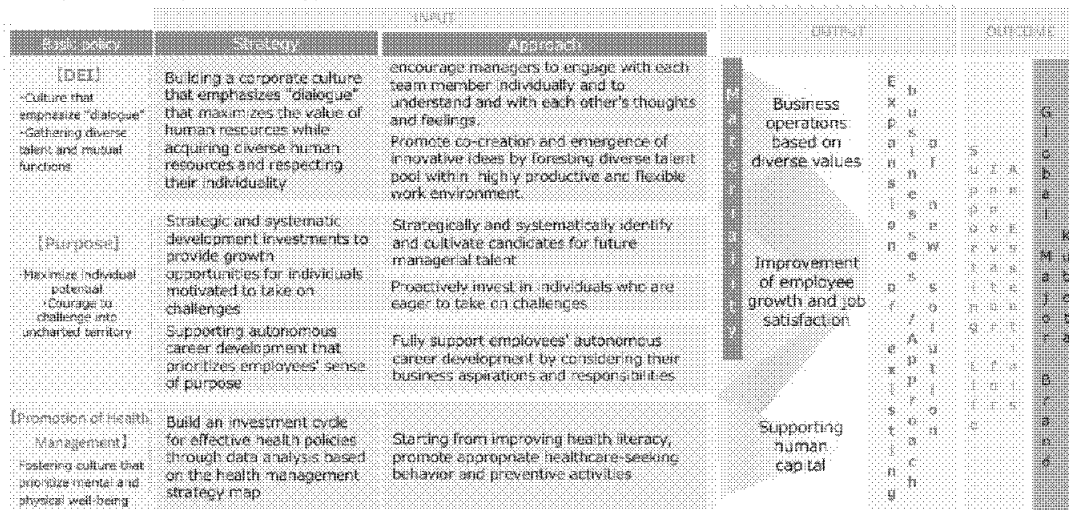 INPUT
OUTPUT
OUTCOME
Basic policy
Strategy
Approach
[DEI]
•Culture that
emphasize "dialogue"
•Gathering diverse
talent and mutual
functions
Building a corporate culture
that emphasizes "dialogue"
that maximizes the value of
human resources while
acquiring diverse human
resources and respecting
their individuality
encourage managers to engage with each
team member individually and to
understand and with each other's thoughts
and feelings.
Promote co-creation and emergence of
innovative ideas by foresting diverse talent
pool within highly productive and flexible
work environment.
[Purpose]
•Maximize individual
potential
•Courage to
challenge into
uncharted territory
Strategic and systematic
development investments to
provide growth
opportunities for individuals
motivated to take on
challenges
Supporting autonomous
career development that
prioritizes employees' sense
of purpose
Strategically and systematically identify
and cultivate candidates for future
managerial talent
Proactively invest in individuals who are
eager to take on challenges
Fully support employees' autonomous
career development by considering their
business aspirations and responsibilities
[Promotion of Health
Management]
Fostering culture that
prioritize mental and
physical well-being
Build an investment cycle
for effective health policies
through data analysis based
on the health management
strategy map
Starting from improving health literacy,
promote appropriate healthcare-seeking
behavior and preventive activities
Materiality
Business
operations
based on
diverse values
Improvement
of employee
growth and job
satisfaction
Supporting
human
capital
Expansion of existing
businesses/Approach
of new solution
Global Major Brand
Kubota